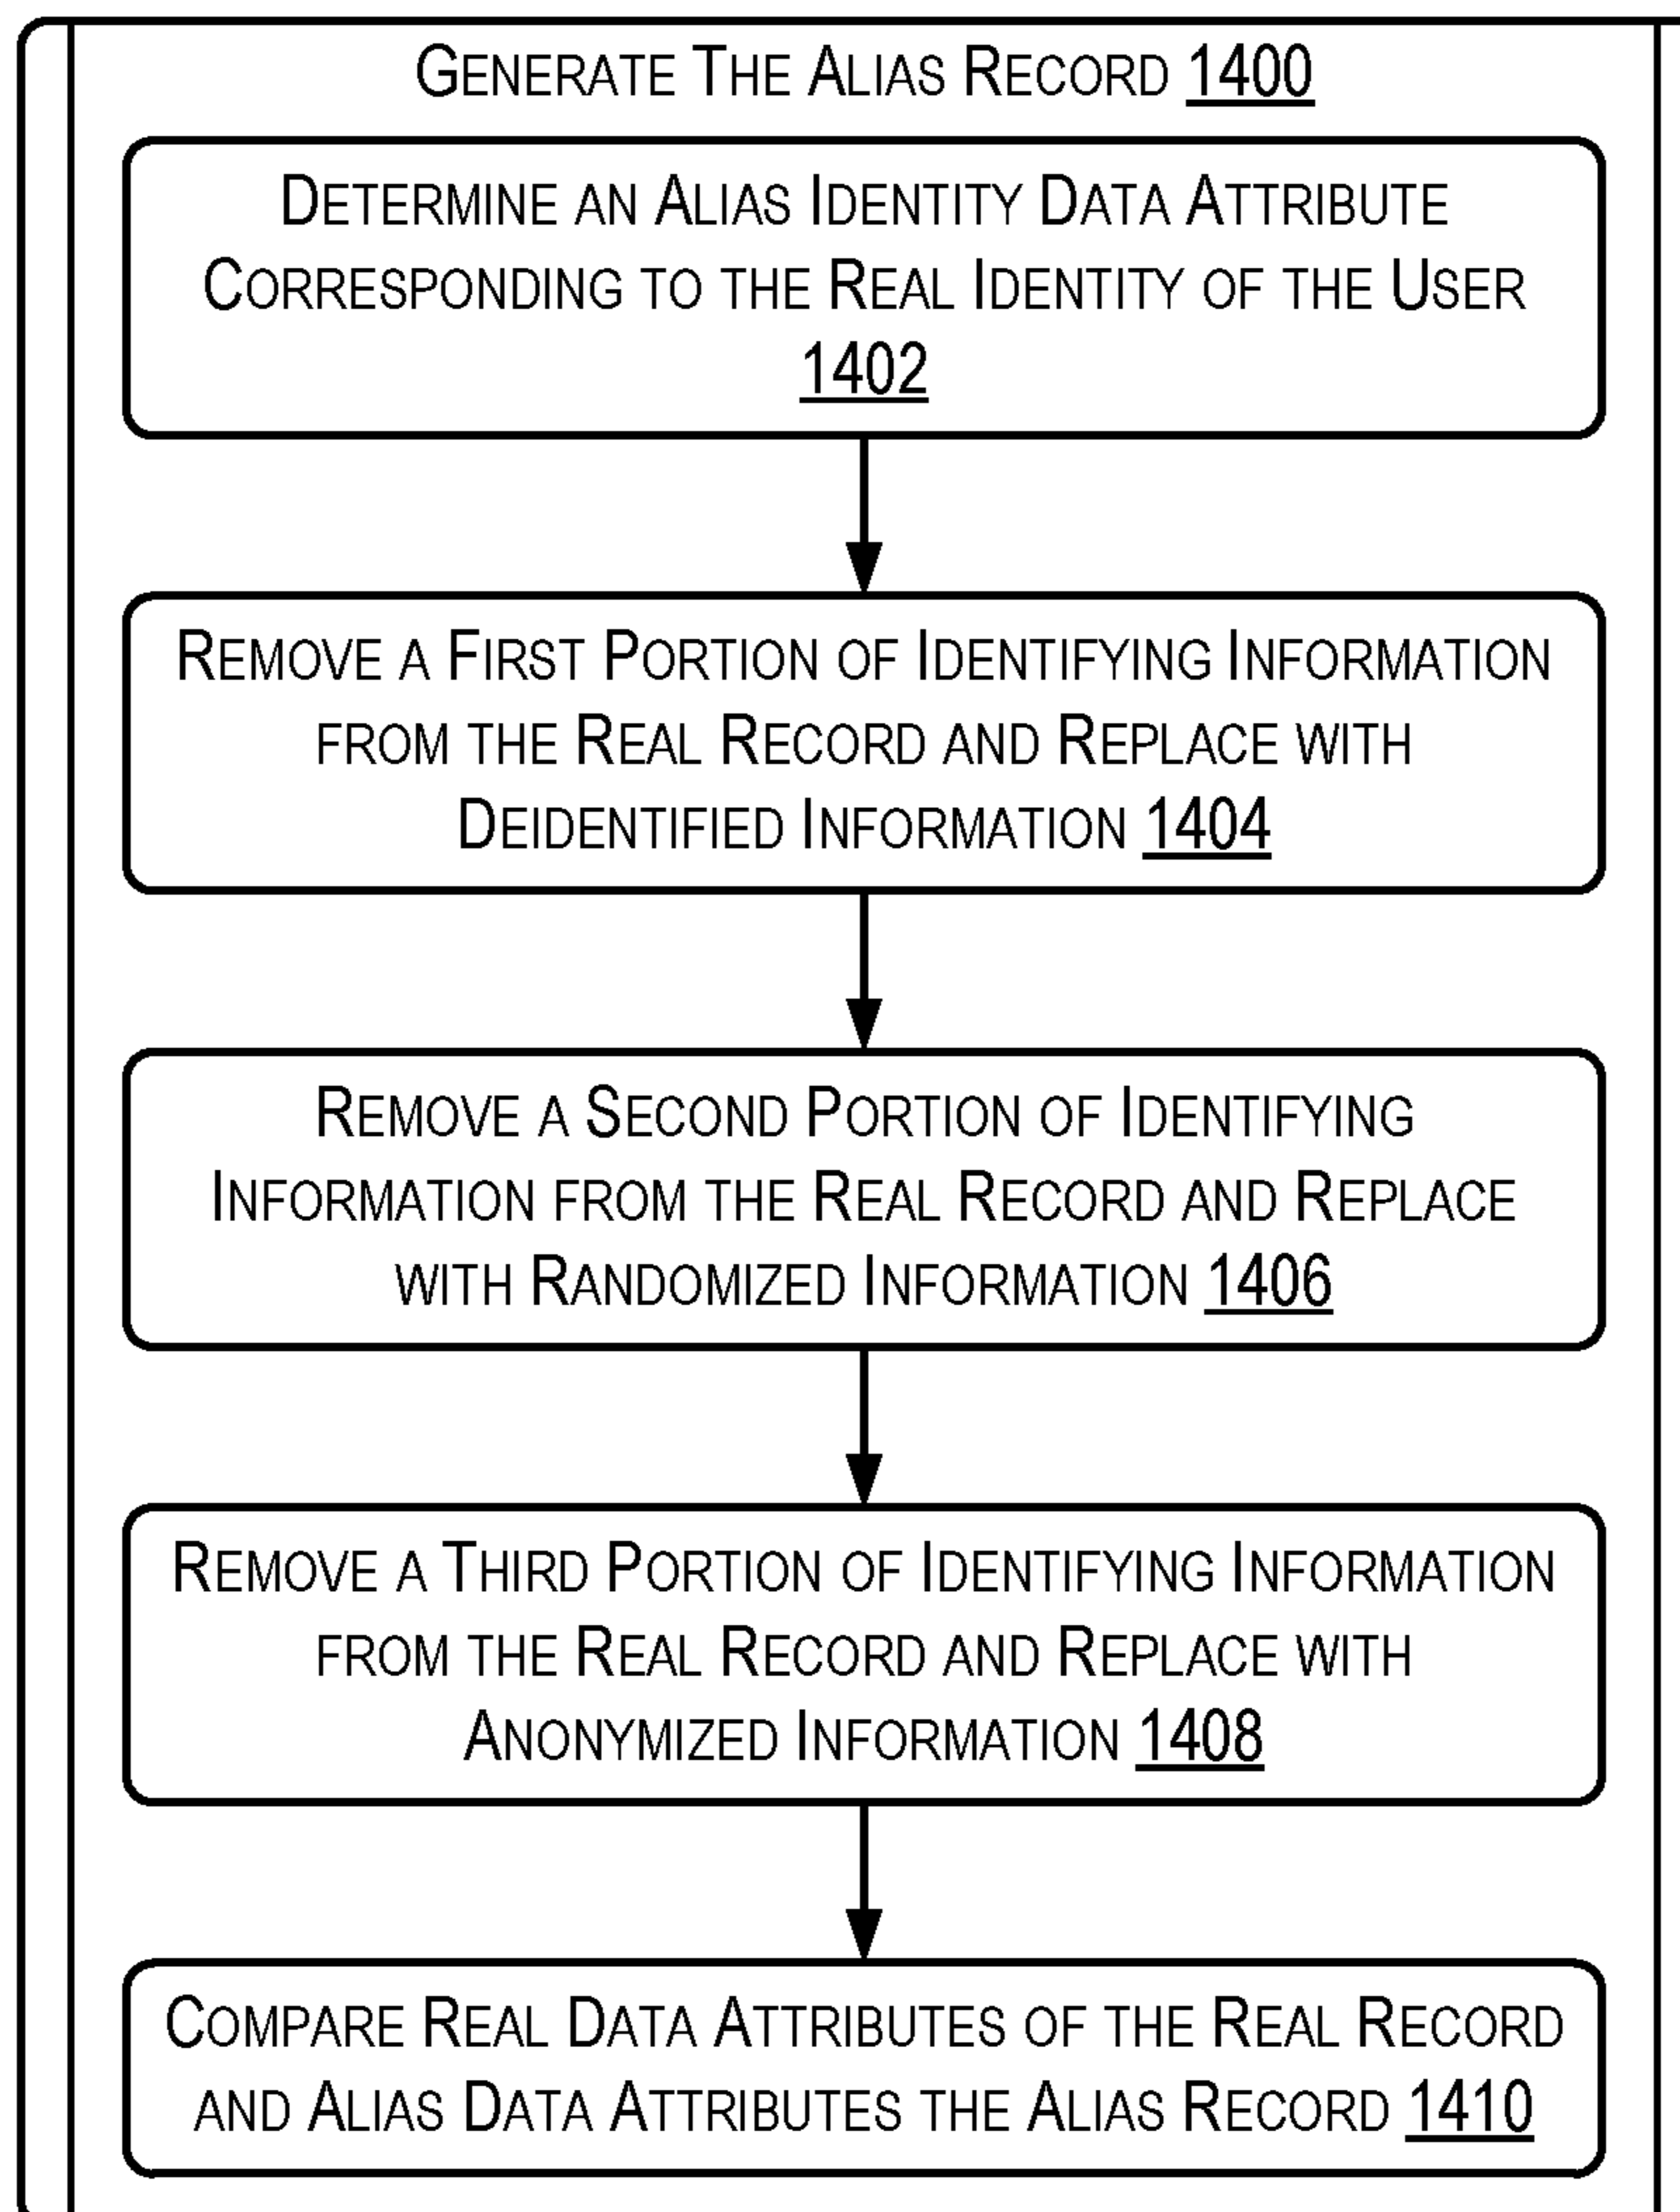 GENERATE THE ALIAS RECORD 1400
DETERMINE AN ALIAS IDENTITY DATA ATTRIBUTE
CORRESPONDING TO THE REAL IDENTITY OF THE USER
1402
REMOVE A FIRST PORTION OF IDENTIFYING INFORMATION
FROM THE REAL RECORD AND REPLACE WITH
DEIDENTIFIED INFORMATION 1404
REMOVE A SECOND PORTION OF IDENTIFYING
INFORMATION FROM THE REAL RECORD AND REPLACE
WITH RANDOMIZED INFORMATION 1406
REMOVE A THIRD PORTION OF IDENTIFYING INFORMATION
FROM THE REAL RECORD AND REPLACE WITH
ANONYMIZED INFORMATION 1408
COMPARE REAL DATA ATTRIBUTES OF THE REAL RECORD
AND ALIAS DATA ATTRIBUTES THE ALIAS RECORD 1410